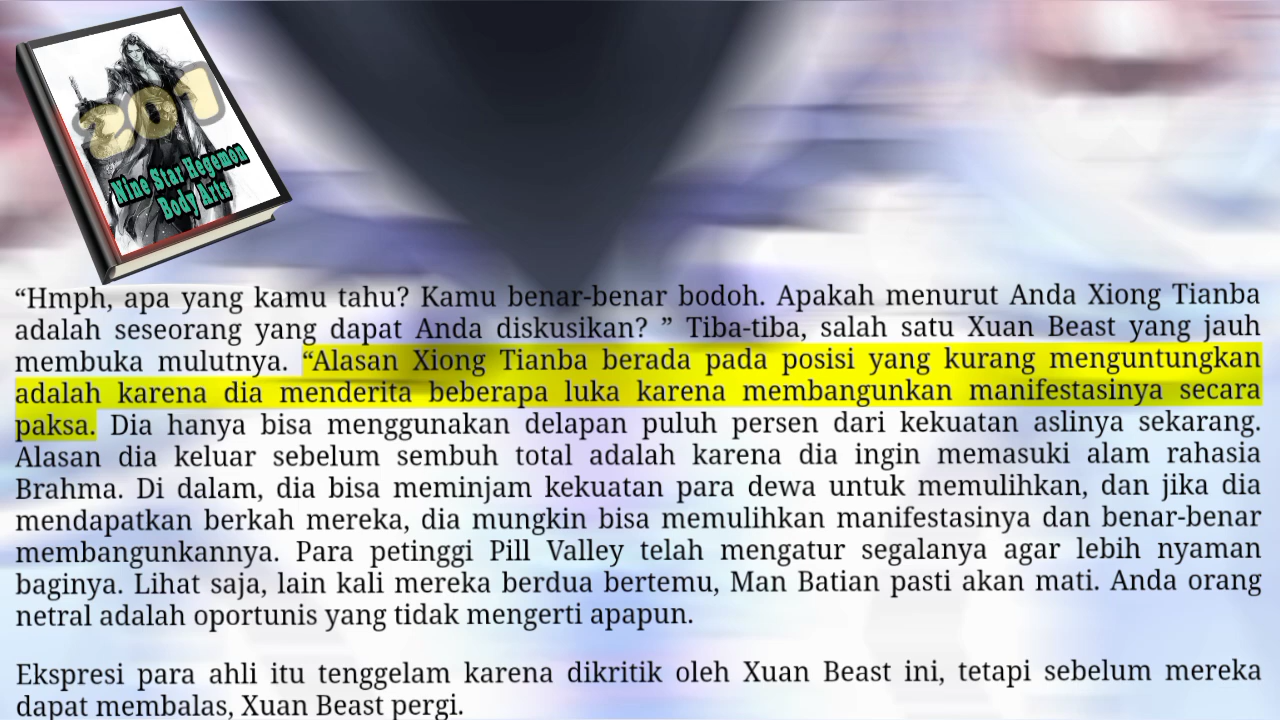 201
Nine Star Hegemon
Body Arts
“Hmph, apa yang kamu tahu? Kamu benar-benar bodoh. Apakah menurut Anda Xiong Tianba
adalah seseorang yang dapat Anda diskusikan? ” Tiba-tiba, salah satu Xuan Beast yang jauh
membuka mulutnya. “Alasan Xiong Tianba berada pada posisi yang kurang menguntungkan
adalah karena dia menderita beberapa luka karena membangunkan manifestasinya secara
paksa. Dia hanya bisa menggunakan delapan puluh persen dari kekuatan aslinya sekarang.
Alasan dia keluar sebelum sembuh total adalah karena dia ingin memasuki alam rahasia
Brahma. Di dalam, dia bisa meminjam kekuatan para dewa untuk memulihkan, dan jika dia
mendapatkan berkah mereka, dia mungkin bisa memulihkan manifestasinya dan benar-benar
membangunkannya. Para petinggi Pill Valley telah mengatur segalanya agar lebih nyaman
baginya. Lihat saja, lain kali mereka berdua bertemu, Man Batian pasti akan mati. Anda orang
netral adalah oportunis yang tidak mengerti apapun.
Ekspresi para ahli itu tenggelam karena dikritik oleh Xuan Beast ini, tetapi sebelum mereka
dapat membalas, Xuan Beast pergi.